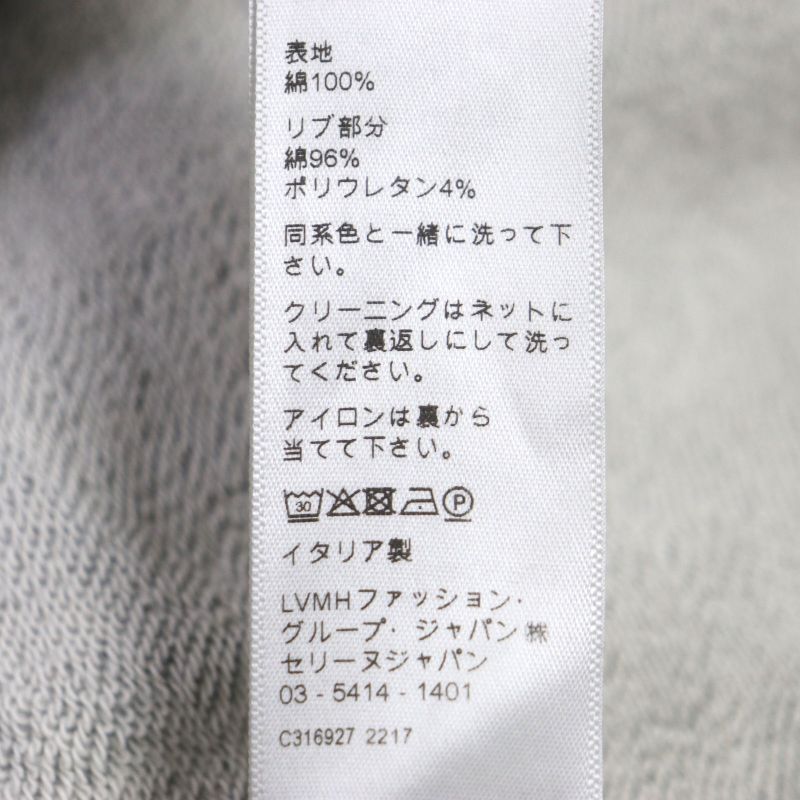 表地
綿100%
リブ部分
綿96%
ポリウレタン4%
同系色と一緒に洗って下
さい。
クリーニングはネットに
入れて裏返しにして洗っ
てください。
アイロンは裏から
当てて下さい。
30 P
イタリア製
LVMHファッション・
グループ・ジャパン㈱
セリーヌジャパン
03 - 5414 - 1401
C316927 2217